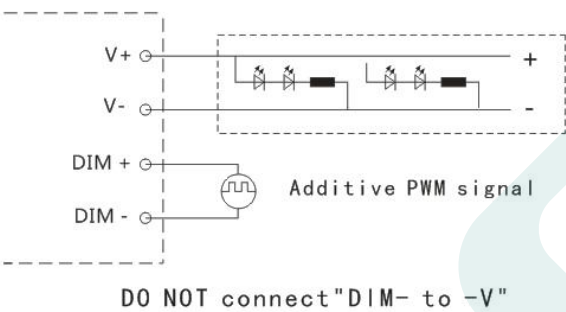 V+
+
V-
-
DIM +
Additive PWM signal
DIM -
DO NOT connect"DIM- to -V"